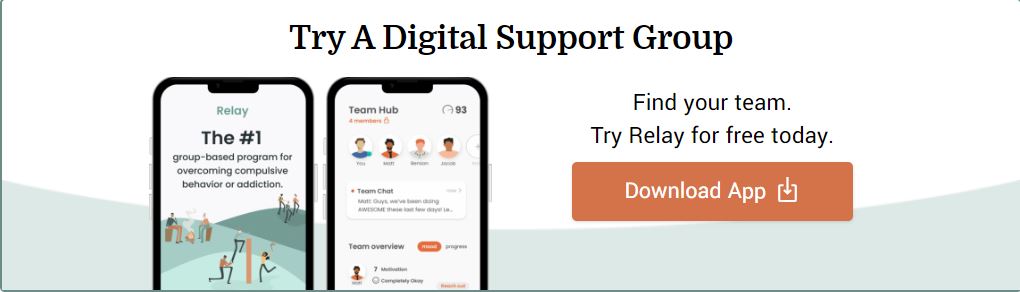 Try A Digital Support Group
Relay
The #1
group-based program for
overcoming compulsive
behavior or addiction.
Team Hub
93
4 members
You Matt Benson Jacob
Team Chat
now
Matt: Guys, we've been doing
AWESOME these last few days! Le...
Team overview
mood progress
7 Motivation
Completely Okay
Matt
Reach out
Find your team.
Try Relay for free today.
Download App